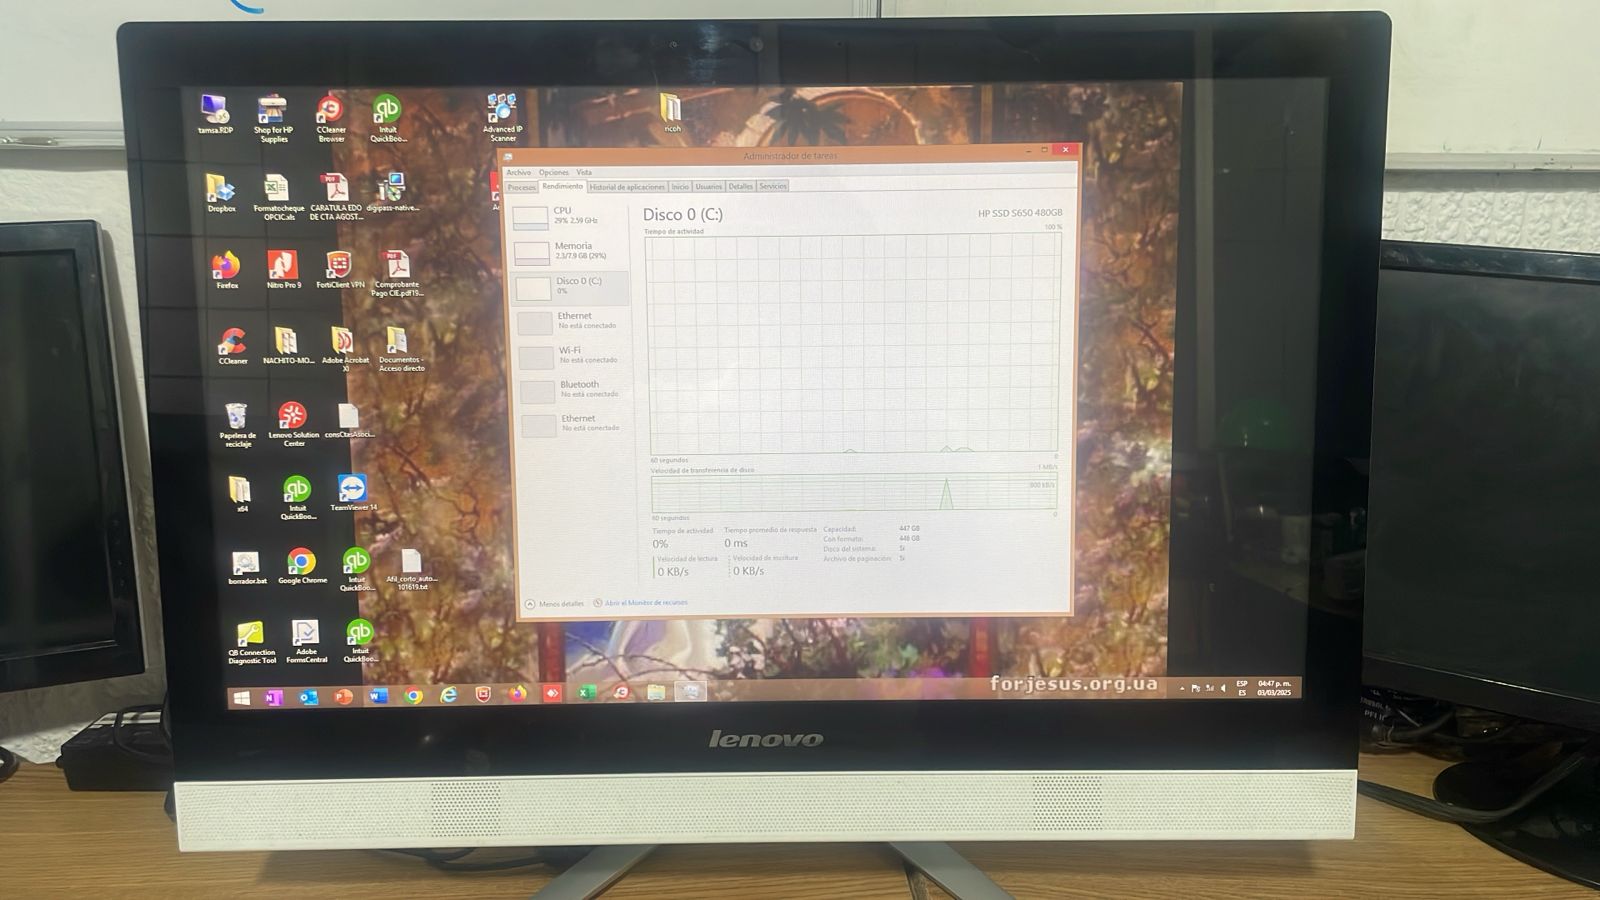 tamsa.RDP
Shop for HP
Supplies
CCleaner
Browser
Intuit
QuickBoo...
Advanced IP
Scanner
ricoh
Dropbox
Formatocheque
OPCIC.xls
CARATULA EDO
DE CTA AGOST...
digipass-native...
Firefox
Nitro Pro 9
FortiClient VPN
Comprobante
Pago CIE.pdf19...
CCleaner
NACHITO-MO...
Adobe Acrobat
XI
Documentos -
Acceso directo
Papelera de
reciclaje
Lenovo Solution
Center
consCtasAsoci...
x64
Intuit
QuickBoo...
TeamViewer 14
borrador.bat
Google Chrome
Intuit
QuickBoo...
Afil_corto_auto...
101619.txt
QB Connection
Diagnostic Tool
Adobe
FormsCentral
Intuit
QuickBoo...
Administrador de tareas
Archivo Opciones Vista
Procesos Rendimiento Historial de aplicaciones Inicio Usuarios Detalles Servicios
CPU
29% 2.59 GHz
Memoria
2.3/7.9 GB (29%)
Disco 0 (C:)
0%
Ethernet
No está conectado
Wi-Fi
No está conectado
Bluetooth
No está conectado
Ethernet
No está conectado
Disco 0 (C:)
HP SSD S650 480GB
Tiempo de actividad
100 %
60 segundos
0
Velocidad de transferencia de disco
1 MB/s
800 KB/s
60 segundos
0
Tiempo de actividad
0%
Tiempo promedio de respuesta
0 ms
Velocidad de lectura
0 KB/s
Velocidad de escritura
0 KB/s
Capacidad: 447 GB
Con formato: 448 GB
Disco del sistema: Sí
Archivo de paginación: Sí
Menos detalles
Abrir el Monitor de recursos
forjesus.org.ua
ESP
ES
04:47 p. m.
03/03/2025
lenovo